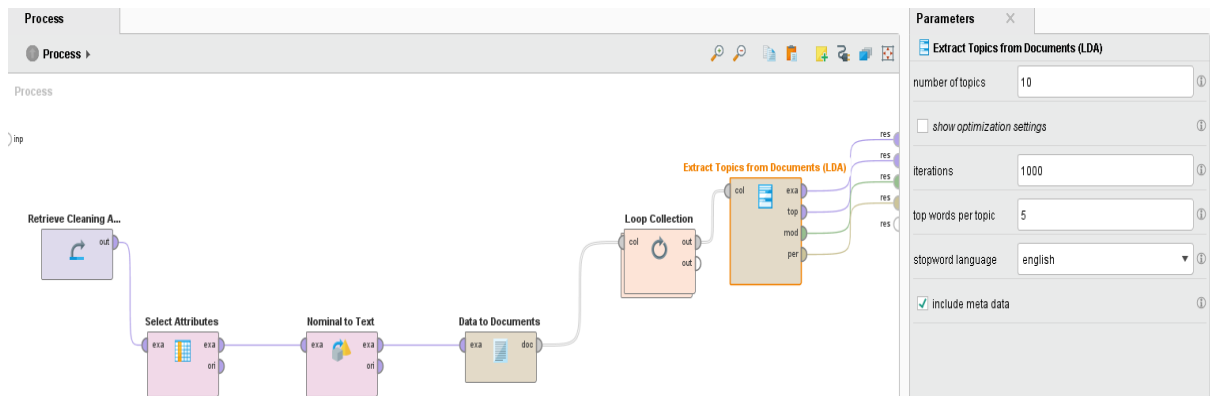 Process
Process
Process
inp
Retrieve Cleaning A...
out
Select Attributes
exa
exa
ori
Nominal to Text
exa
exa
ori
Data to Documents
exa
doc
Loop Collection
col
out
out
Extract Topics from Documents (LDA)
col
exa
top
mod
per
res
res
res
res
res
Parameters
Extract Topics from Documents (LDA)
number of topics
10
show optimization settings
iterations
1000
top words per topic
5
stopword language
english
include meta data